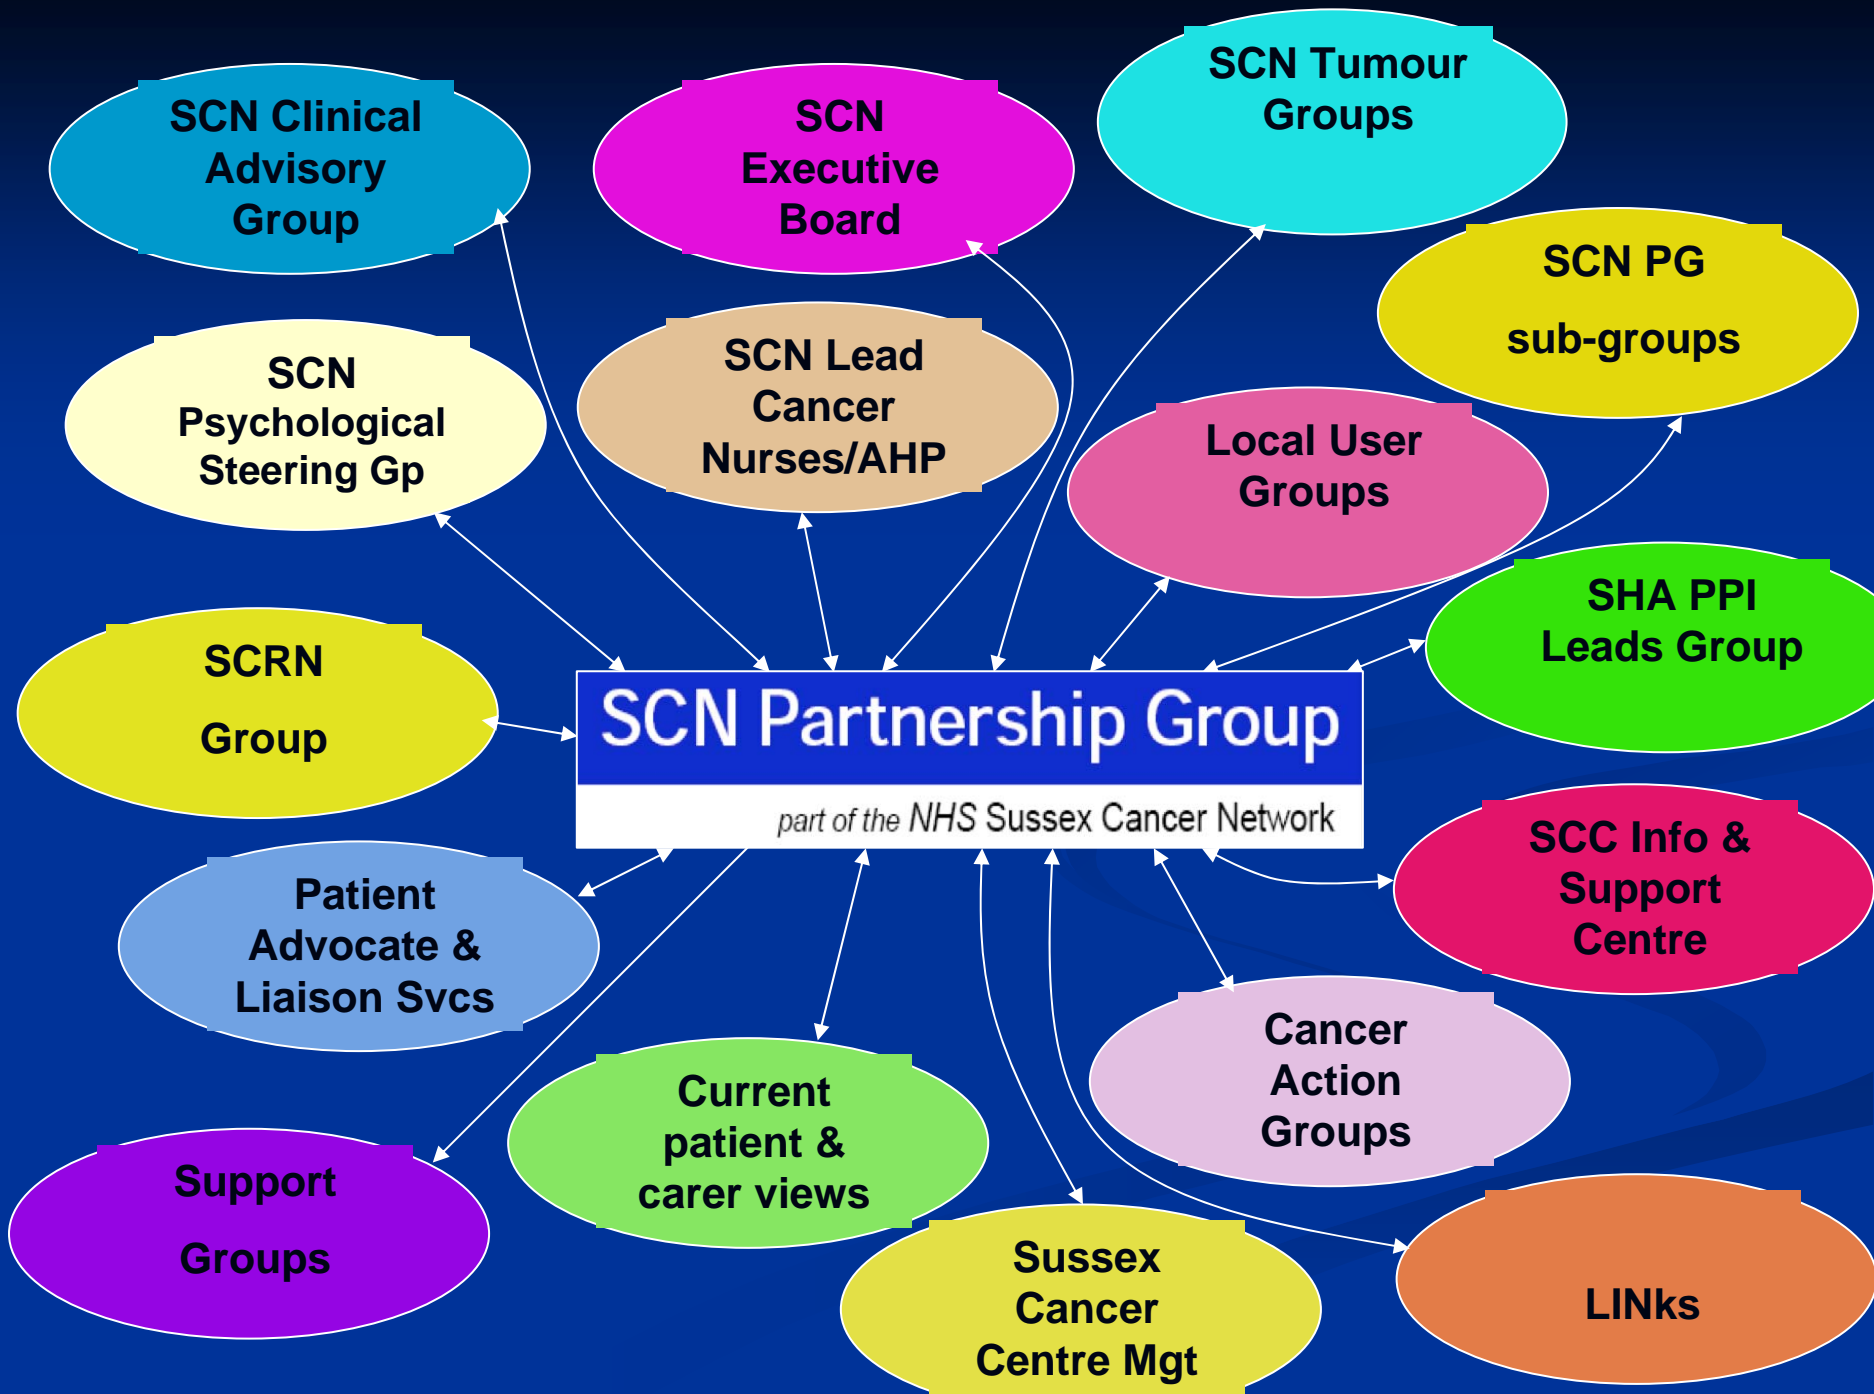 SCN Clinical
Advisory
Group
SCN
Executive
Board
SCN Tumour
Groups
SCN PG
sub-groups
SCN
Psychological
Steering Gp
SCN Lead
Cancer
Nurses/AHP
Local User
Groups
SHA PPI
Leads Group
SCRN
Group
SCN Partnership Group
part of the NHS Sussex Cancer Network
SCC Info &
Support
Centre
Patient
Advocate &
Liaison Svcs
Cancer
Action
Groups
Current
patient &
carer views
Support
Groups
Sussex
Cancer
Centre Mgt
LINks